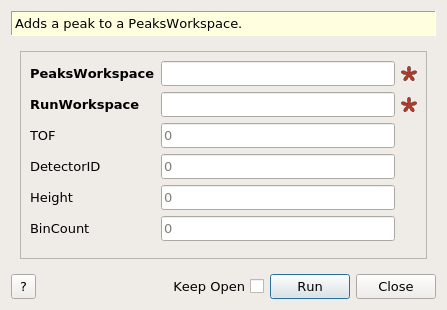 Adds a peak to a PeaksWorkspace.
PeaksWorkspace
RunWorkspace
TOF 0
DetectorID 0
Height 0
BinCount 0
? Keep Open Run Close